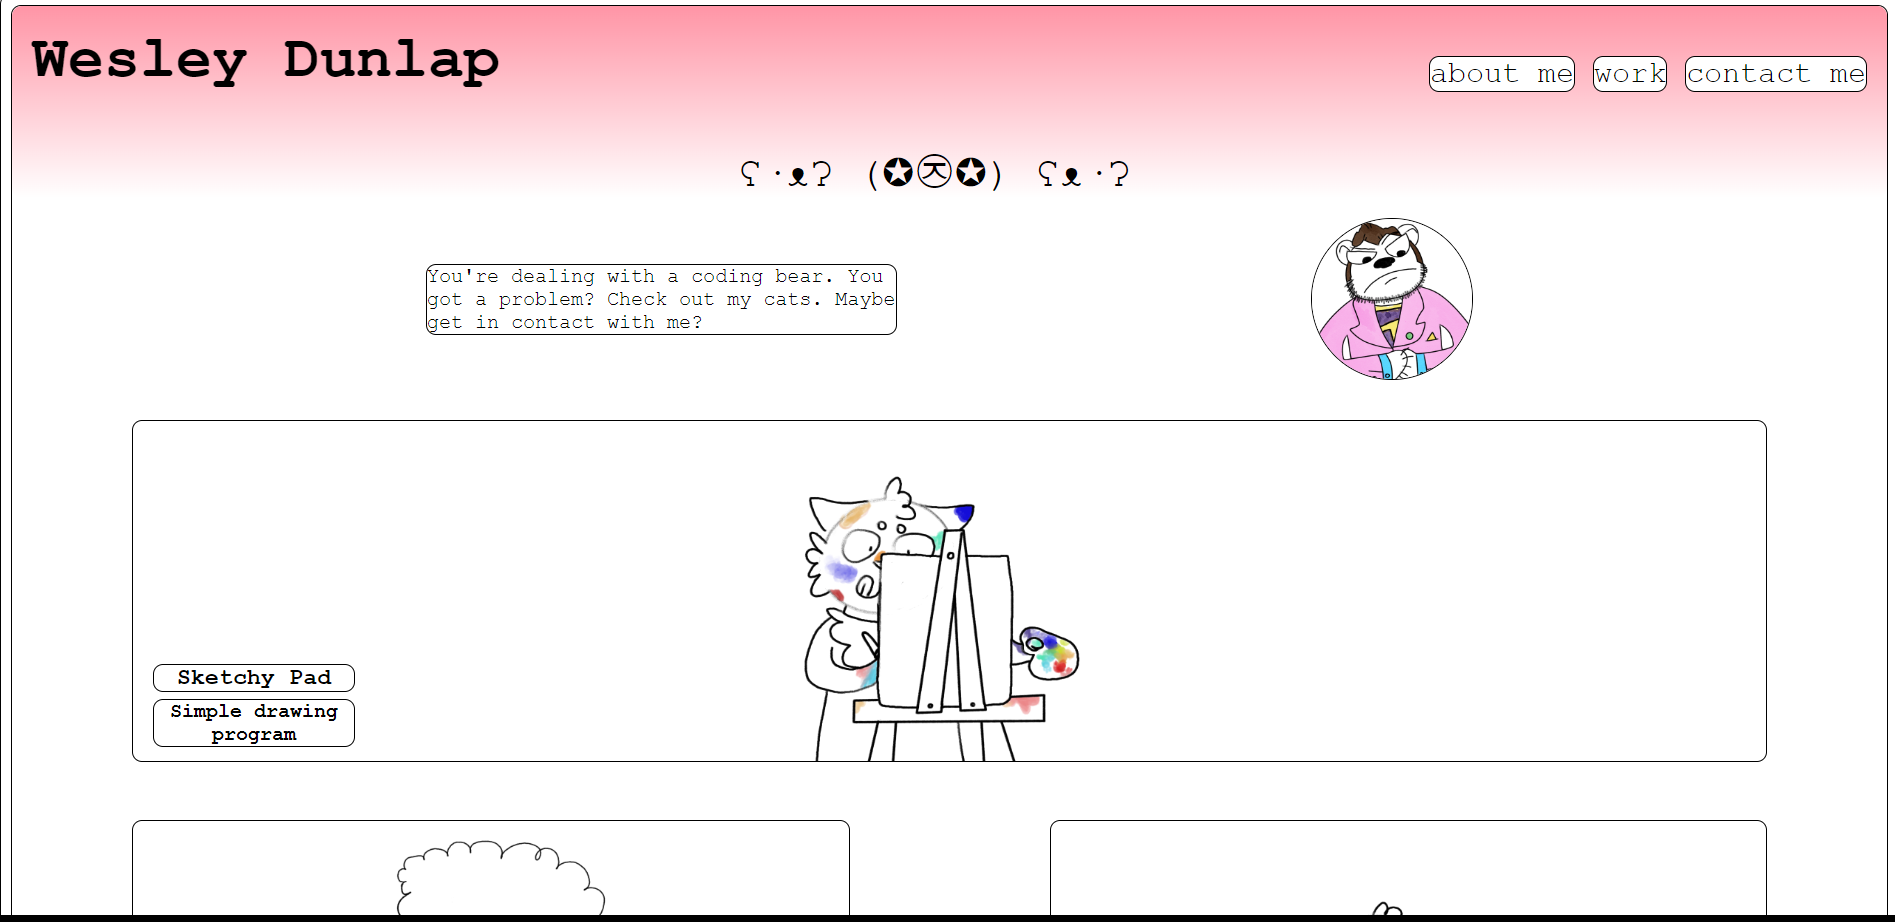 Wesley Dunlap
about me work contact me
ʕ·ᴥʔ (✪㉨✪) ʕᴥ·ʔ
You're dealing with a coding bear. You
got a problem? Check out my cats. Maybe
get in contact with me?
Sketchy Pad
Simple drawing
program